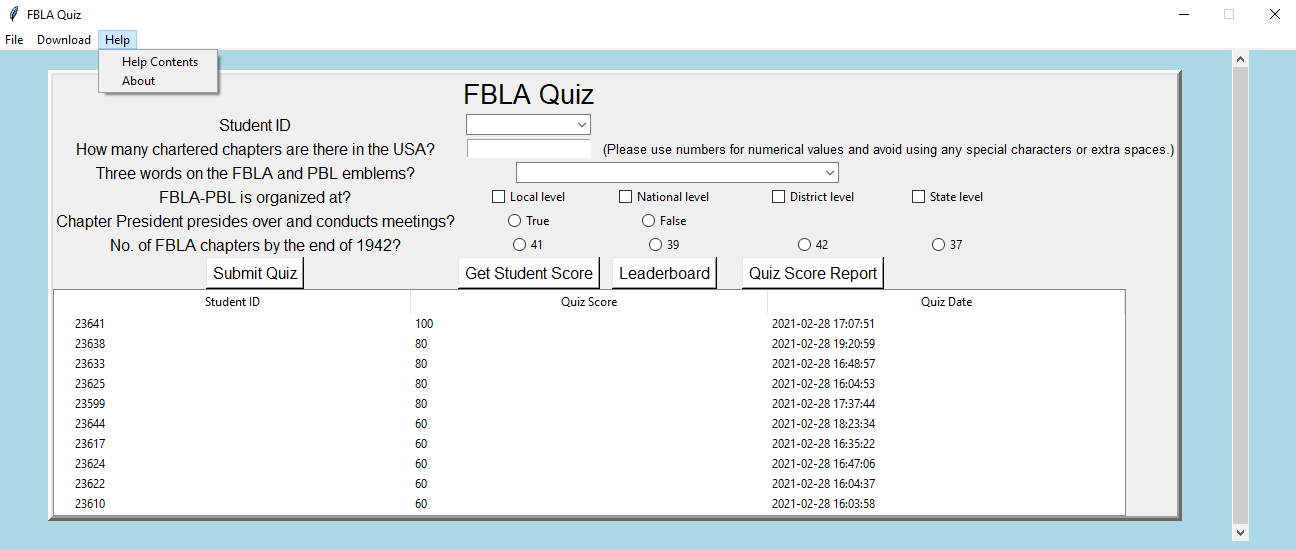 FBLA Quiz
File Download Help
Help Contents
About
FBLA Quiz
Student ID
How many chartered chapters are there in the USA? (Please use numbers for numerical values and avoid using any special characters or extra spaces.)
Three words on the FBLA and PBL emblems?
FBLA-PBL is organized at? Local level National level District level State level
Chapter President presides over and conducts meetings? True False
No. of FBLA chapters by the end of 1942? 41 39 42 37
Submit Quiz Get Student Score Leaderboard Quiz Score Report
Student ID Quiz Score Quiz Date
23641 100 2021-02-28 17:07:51
23638 80 2021-02-28 19:20:59
23633 80 2021-02-28 16:48:57
23625 80 2021-02-28 16:04:53
23599 80 2021-02-28 17:37:44
23644 60 2021-02-28 18:23:34
23617 60 2021-02-28 16:35:22
23624 60 2021-02-28 16:47:06
23622 60 2021-02-28 16:04:37
23610 60 2021-02-28 16:03:58